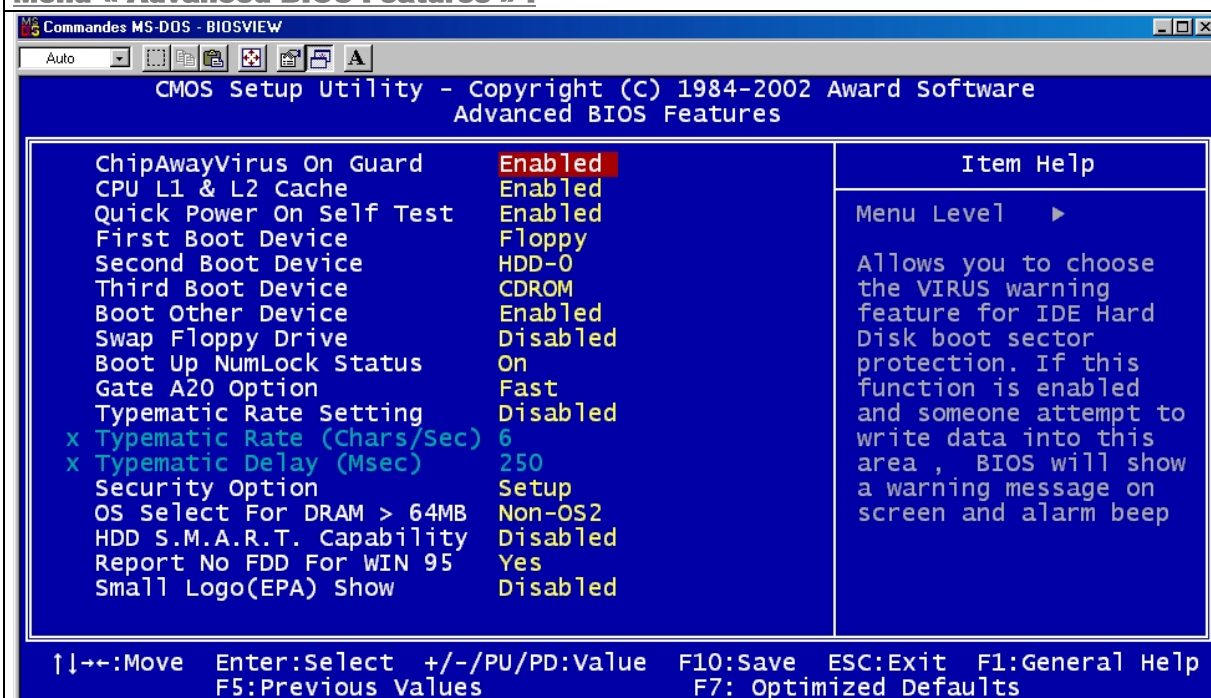 Menu « Advanced BIOS Features » :
Commandes MS-DOS - BIOSVIEW
Auto
A
CMOS Setup Utility - Copyright (C) 1984-2002 Award Software
Advanced BIOS Features
ChipAwayVirus On Guard Enabled
CPU L1 & L2 Cache Enabled
Quick Power On Self Test Enabled
First Boot Device Floppy
Second Boot Device HDD-0
Third Boot Device CDROM
Boot Other Device Enabled
Swap Floppy Drive Disabled
Boot Up NumLock Status On
Gate A20 Option Fast
Typematic Rate Setting Disabled
x Typematic Rate (Chars/Sec) 6
x Typematic Delay (Msec) 250
Security Option Setup
OS Select For DRAM > 64MB Non-OS2
HDD S.M.A.R.T. Capability Disabled
Report No FDD For WIN 95 Yes
Small Logo(EPA) Show Disabled
Item Help
Menu Level ▶
Allows you to choose
the VIRUS warning
feature for IDE Hard
Disk boot sector
protection. If this
function is enabled
and someone attempt to
write data into this
area , BIOS will show
a warning message on
screen and alarm beep
↑↓→←:Move Enter:Select +/-/PU/PD:Value F10:Save ESC:Exit F1:General Help
F5:Previous Values F7: Optimized Defaults